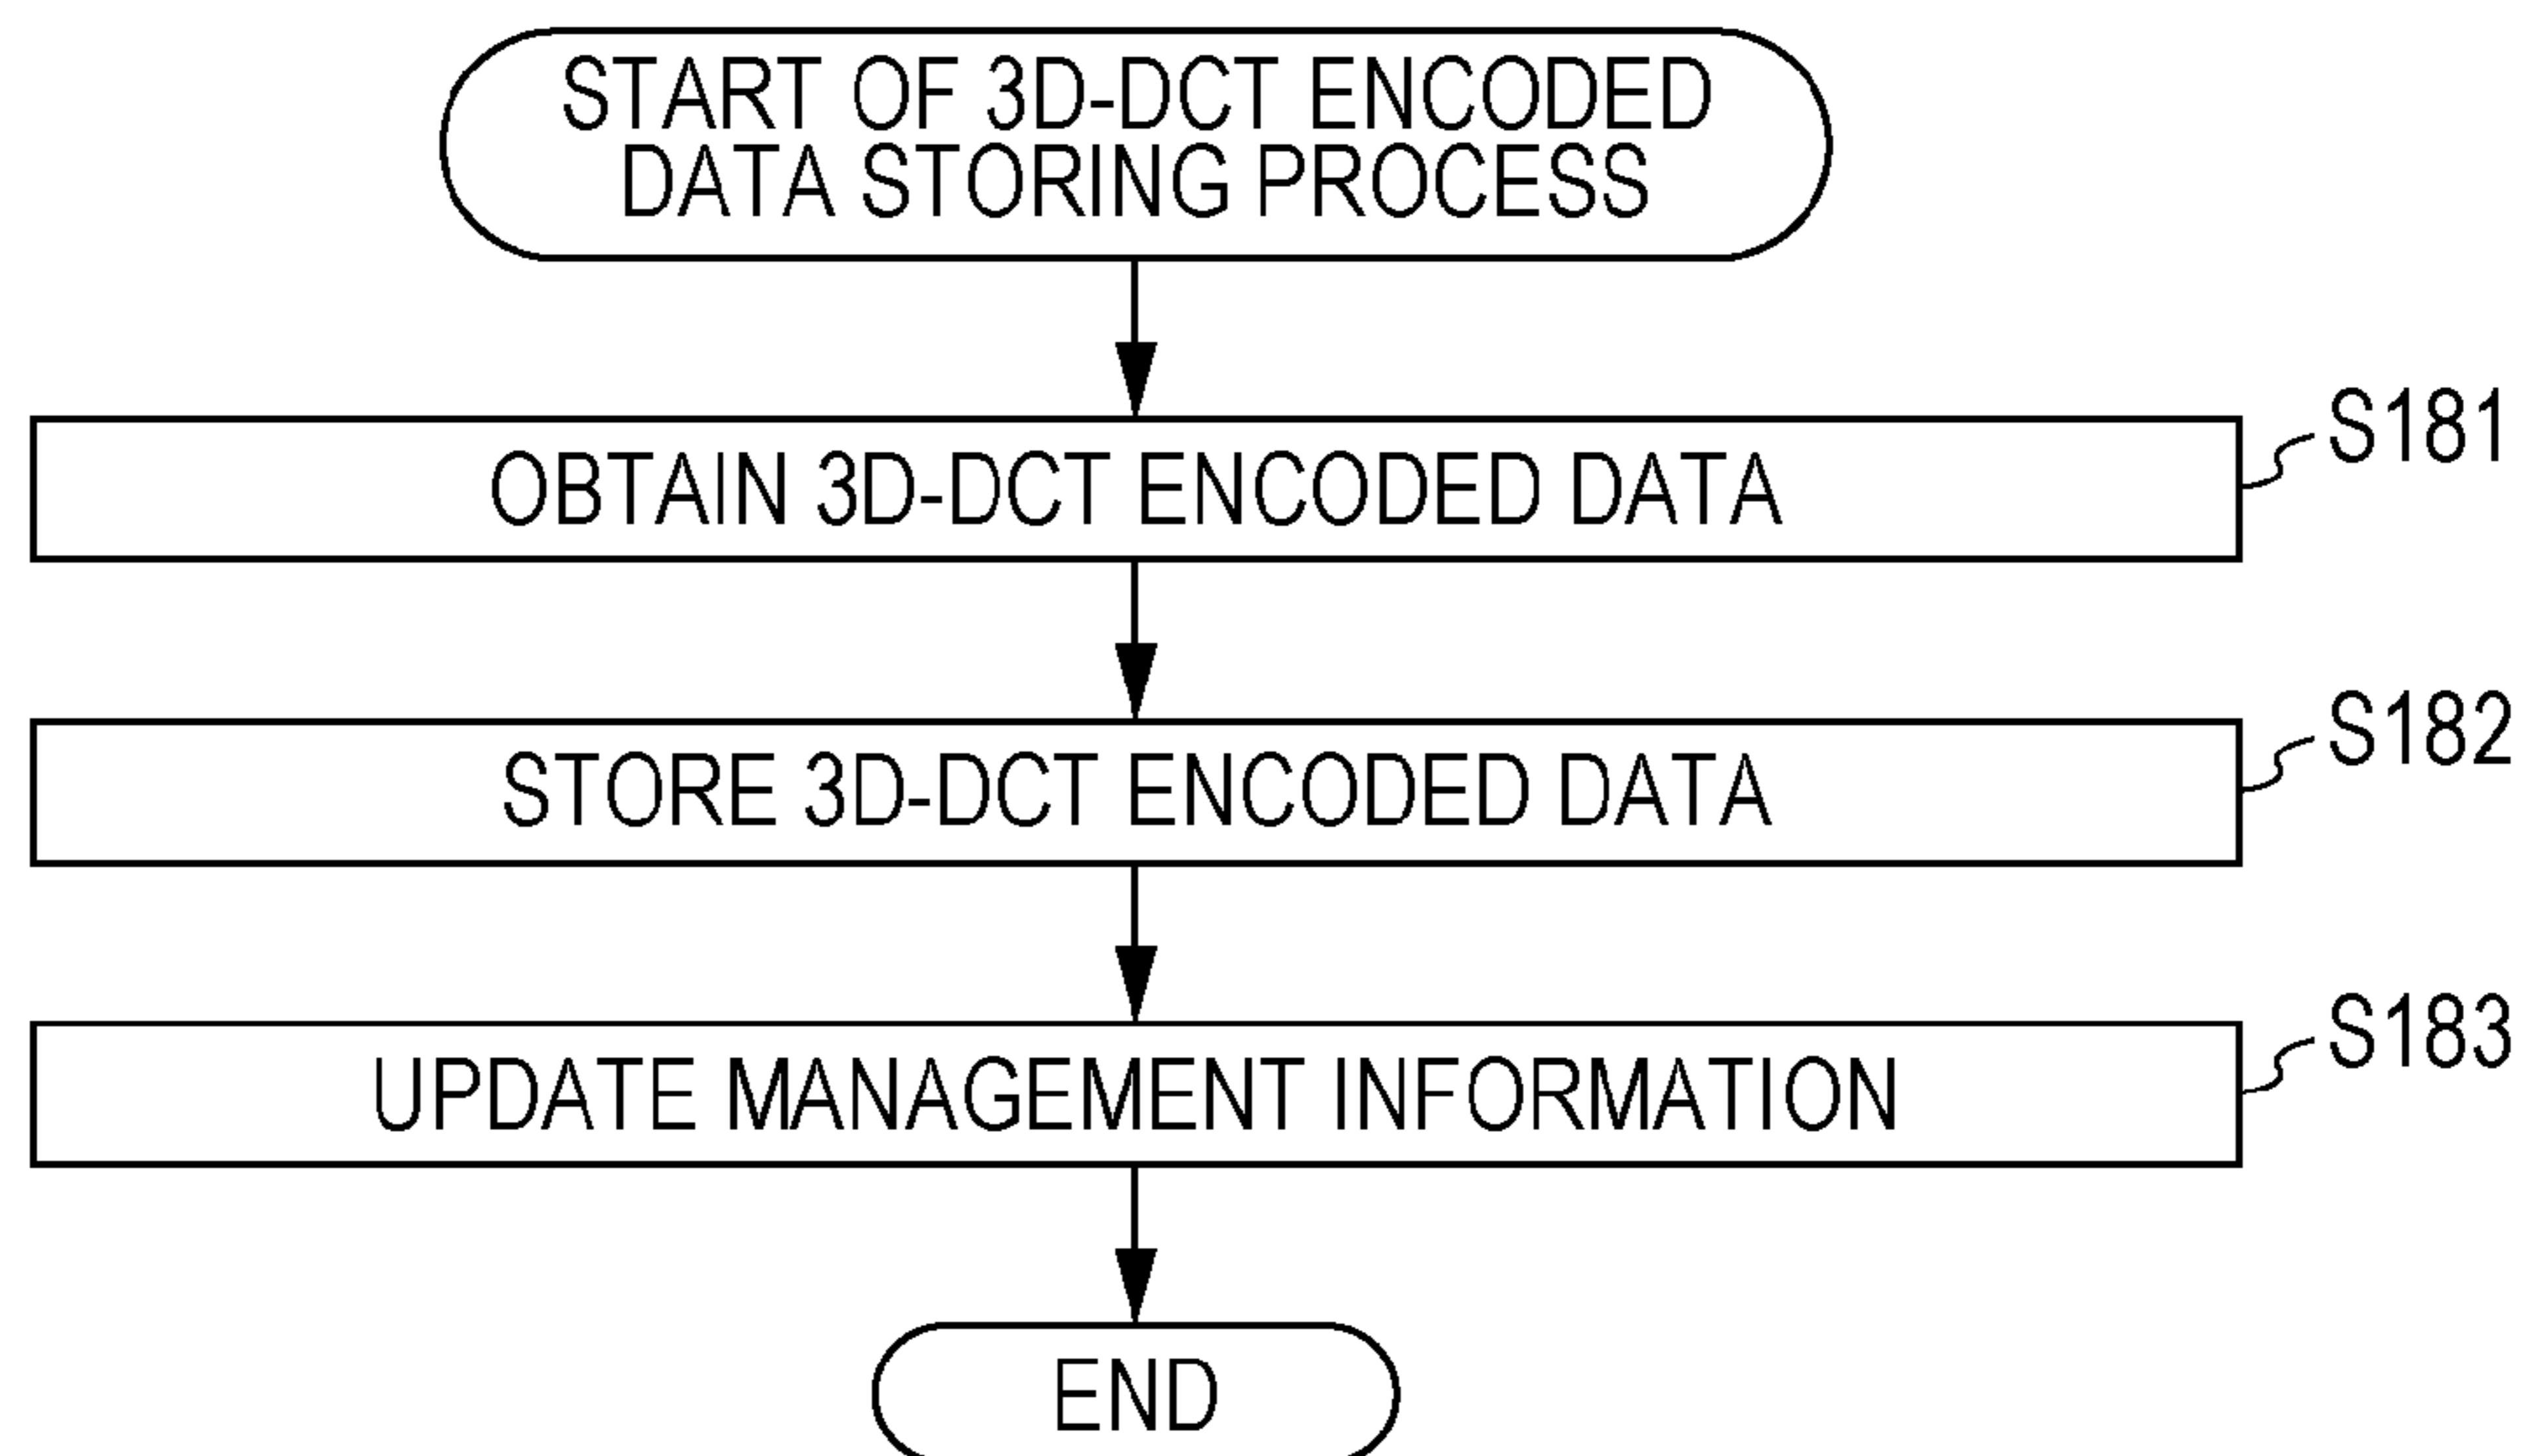 START OF 3D-DCT ENCODED
DATA STORING PROCESS
OBTAIN 3D-DCT ENCODED DATA
S181
STORE 3D-DCT ENCODED DATA
S182
UPDATE MANAGEMENT INFORMATION
S183
END